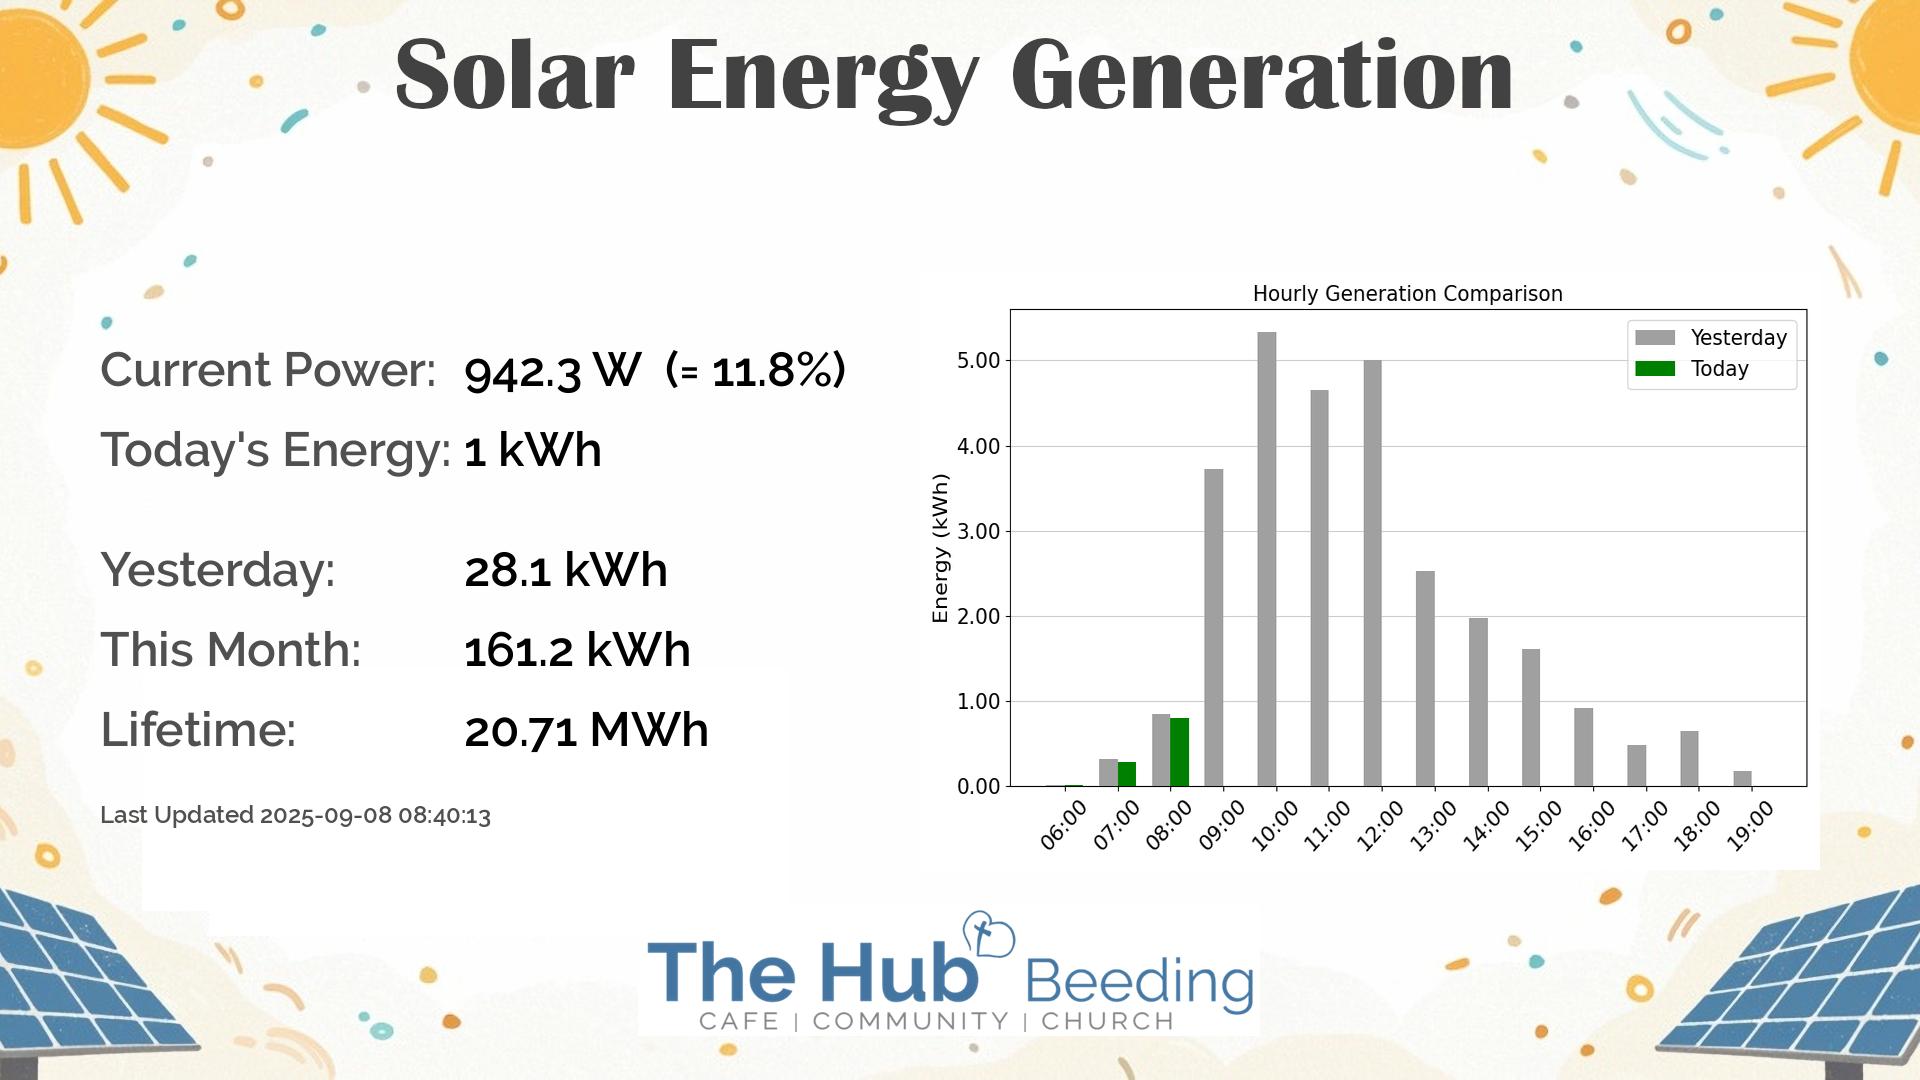 Solar Energy Generation
Current Power: 942.3 W (= 11.8%)
Today's Energy: 1 kWh
Yesterday: 28.1 kWh
This Month: 161.2 kWh
Lifetime: 20.71 MWh
Last Updated 2025-09-08 08:40:13
Hourly Generation Comparison
Yesterday
Today
Energy (kWh)
5.00
4.00
3.00
2.00
1.00
0.00
06:00 07:00 08:00 09:00 10:00 11:00 12:00 13:00 14:00 15:00 16:00 17:00 18:00 19:00
The Hub Beeding
CAFE | COMMUNITY | CHURCH